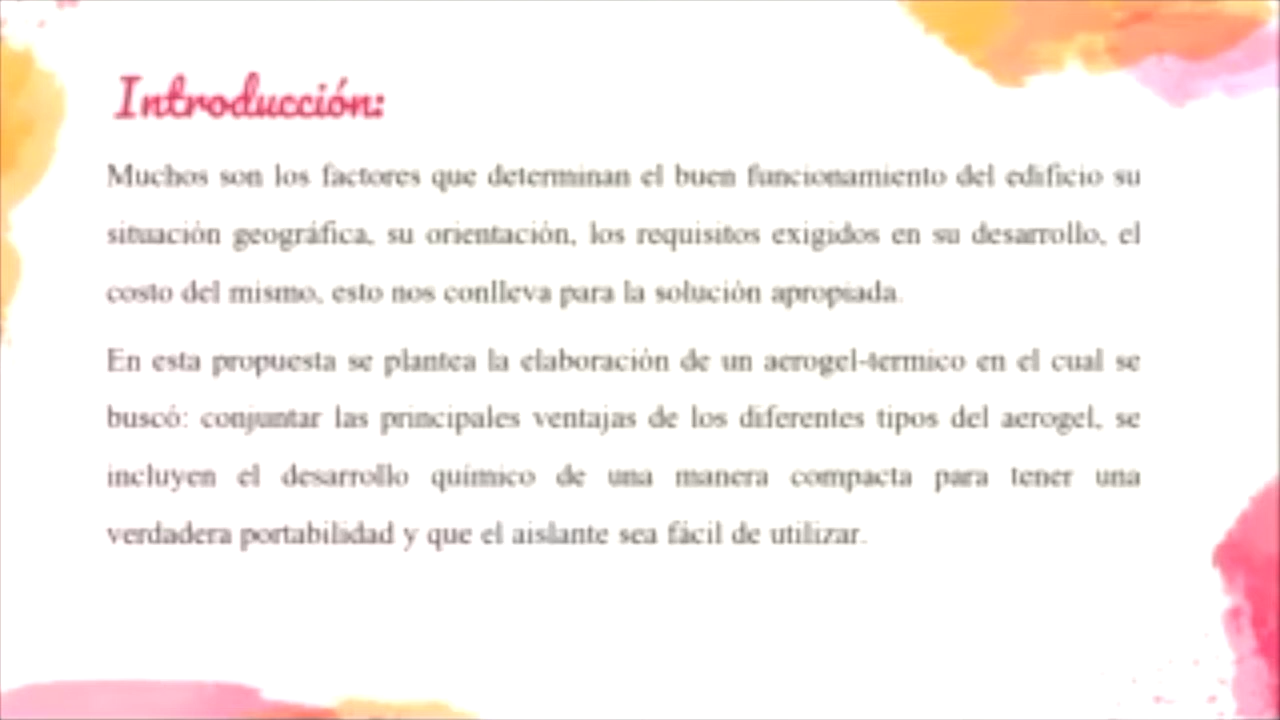 Introducción:
Muchos son los factores que determinan el buen funcionamiento del edificio su
situación geográfica, su orientación, los requisitos exigidos en su desarrollo, el
costo del mismo, esto nos conlleva para la solución apropiada.
En esta propuesta se plantea la elaboración de un aerogel-termico en el cual se
buscó: conjuntar las principales ventajas de los diferentes tipos del aerogel, se
incluyen el desarrollo químico de una manera compacta para tener una
verdadera portabilidad y que el aislante sea fácil de utilizar.